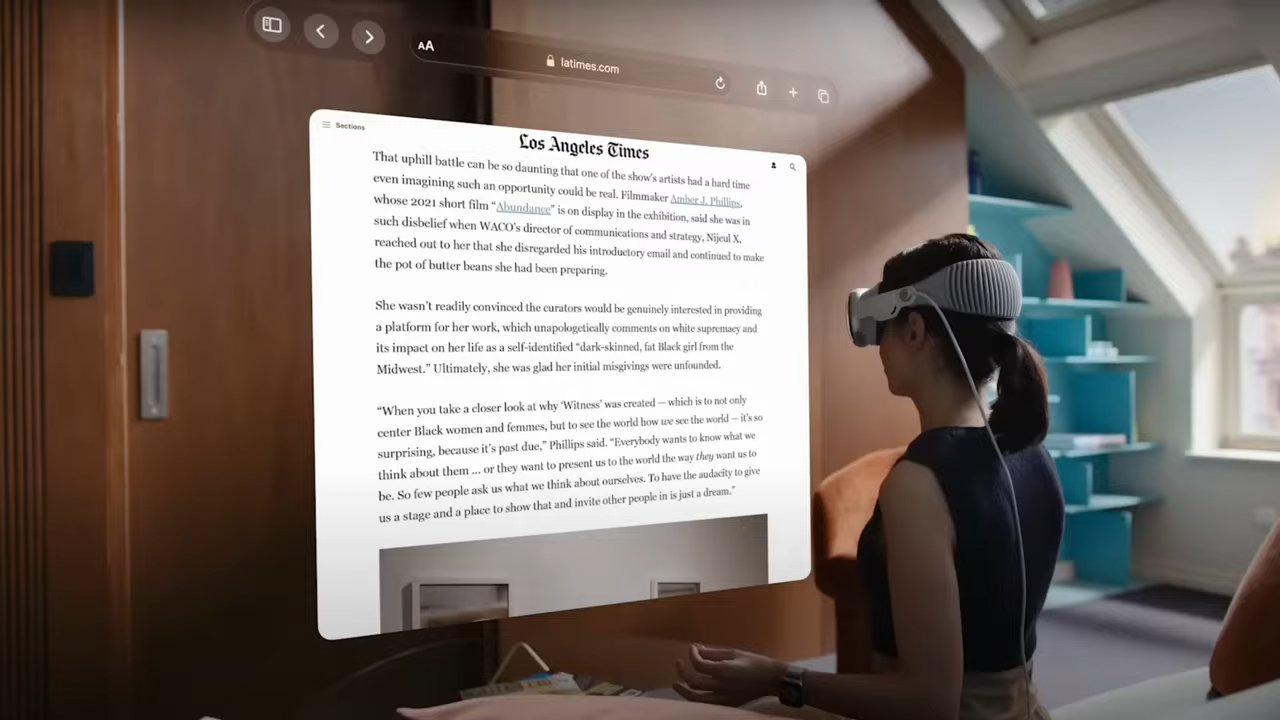 AA
latimes.com
Sections
Los Angeles Times
That uphill battle can be so daunting that one of the show's artists had a hard time
even imagining such an opportunity could be real. Filmmaker Amber J. Phillips,
whose 2021 short film “Abundance” is on display in the exhibition, said she was in
such disbelief when WACO's director of communications and strategy, Nijeul X,
reached out to her that she disregarded his introductory email and continued to make
the pot of butter beans she had been preparing.
She wasn't readily convinced the curators would be genuinely interested in providing
a platform for her work, which unapologetically comments on white supremacy and
its impact on her life as a self-identified “dark-skinned, fat Black girl from the
Midwest.” Ultimately, she was glad her initial misgivings were unfounded.
“When you take a closer look at why ‘Witness’ was created — which is to not only
center Black women and femmes, but to see the world how we see the world — it's so
surprising, because it's past due,” Phillips said. “Everybody wants to know what we
think about them ... or they want to present us to the world the way they want us to
be. So few people ask us what we think about ourselves. To have the audacity to give
us a stage and a place to show that and invite other people in is just a dream.”